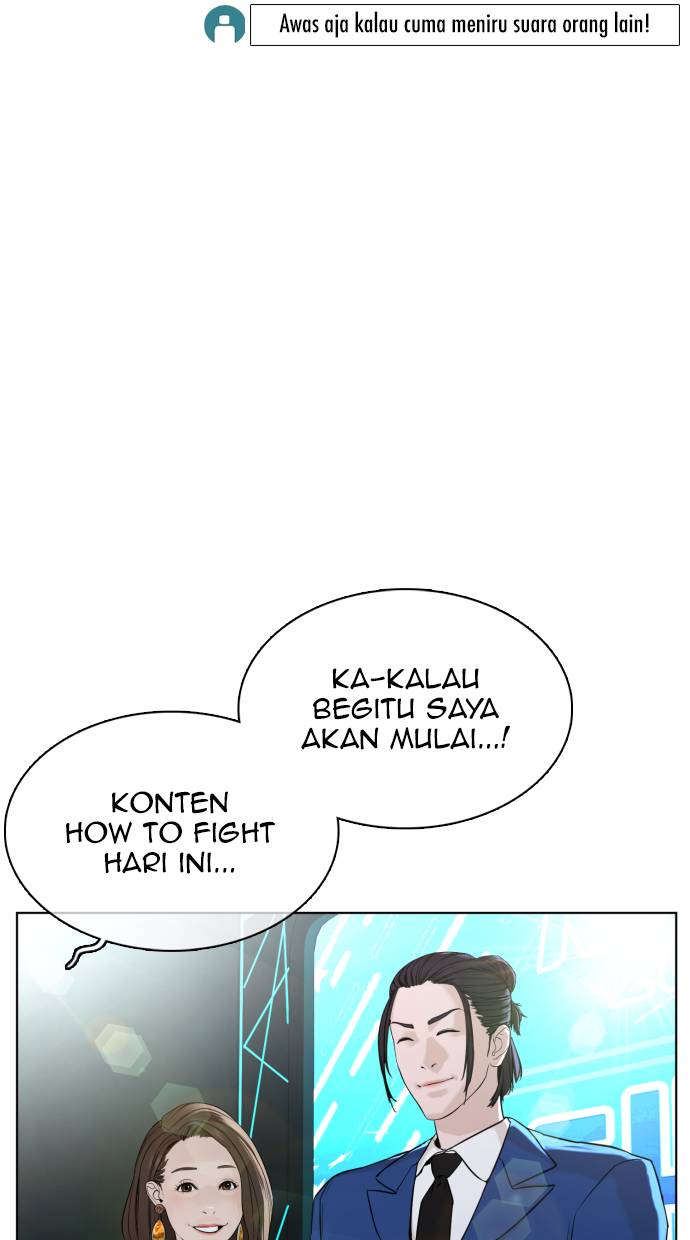 Awas aja kalau cuma meniru suara orang lain!
KA-KALAU
BEGITU SAYA
AKAN MULAI...!
KONTEN
HOW TO FIGHT
HARI INI...